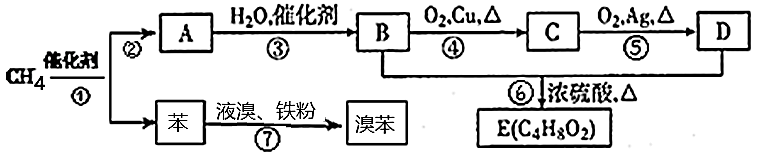 A H₂O,催化剂 B O₂,Cu,△ C O₂,Ag,△ D
② ③ ④ ⑤
CH₄ 催化剂
①
⑥ 浓硫酸,△
苯 液溴、铁粉 溴苯 E(C₄H₈O₂)
⑦